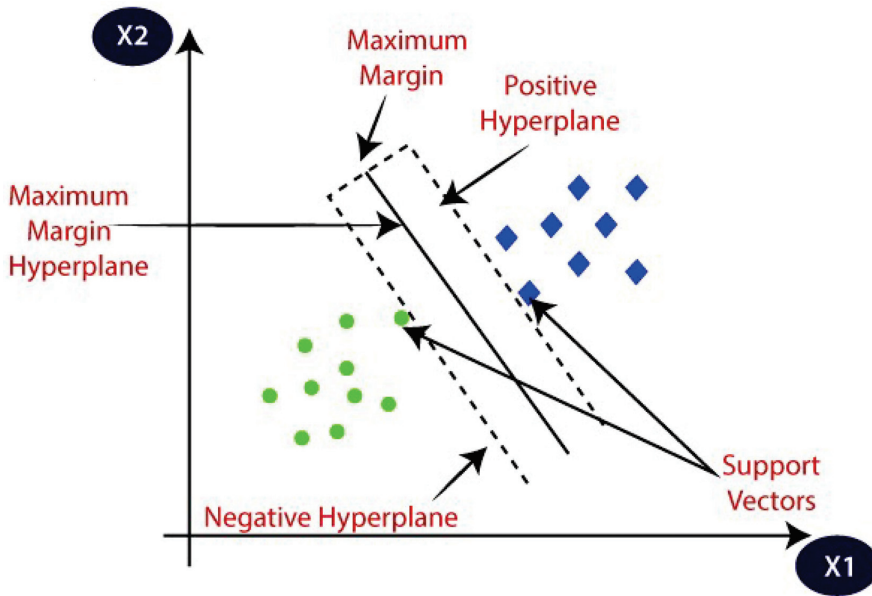 X2
Maximum
Margin
Positive
Hyperplane
Maximum
Margin
Hyperplane
Support
Vectors
Negative Hyperplane
X1